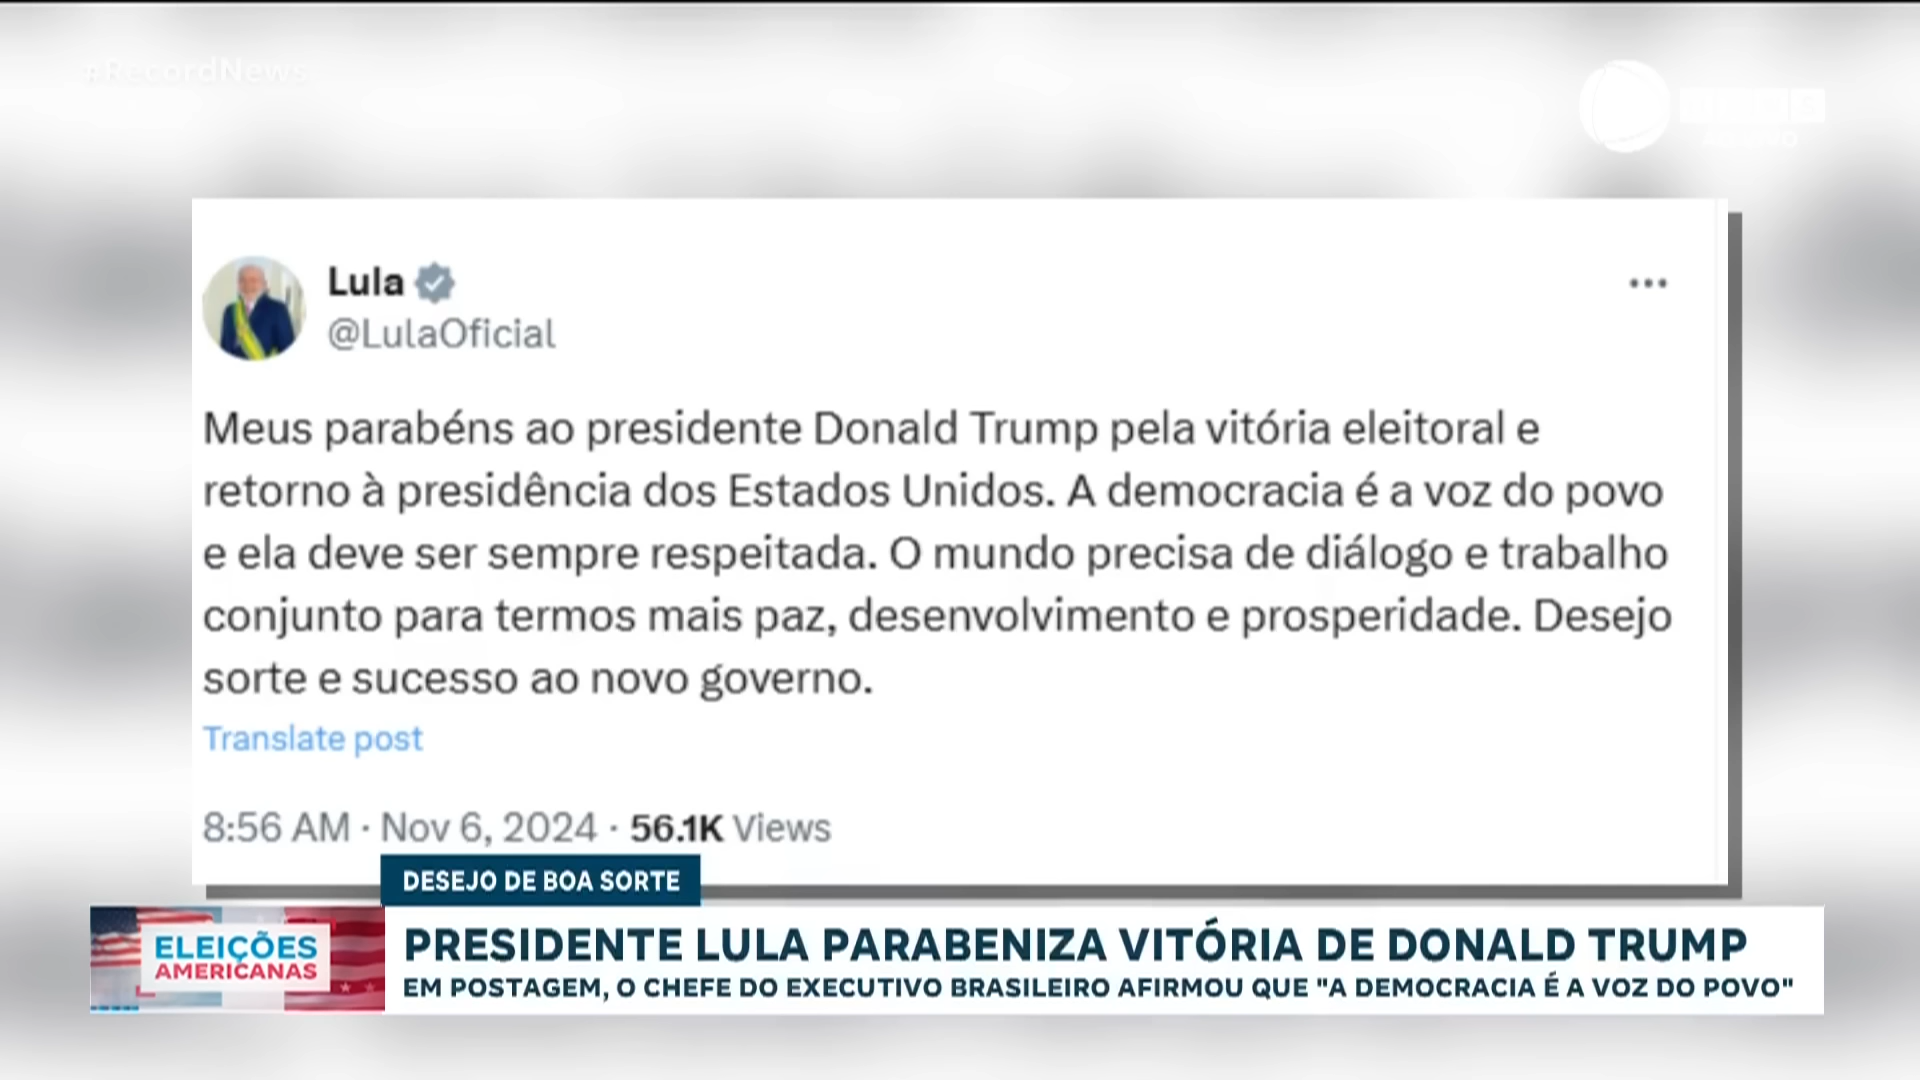 #RecordNews
Lula
@LulaOficial
Meus parabéns ao presidente Donald Trump pela vitória eleitoral e
retorno à presidência dos Estados Unidos. A democracia é a voz do povo
e ela deve ser sempre respeitada. O mundo precisa de diálogo e trabalho
conjunto para termos mais paz, desenvolvimento e prosperidade. Desejo
sorte e sucesso ao novo governo.
Translate post
8:56 AM · Nov 6, 2024 · 56.1K Views
DESEJO DE BOA SORTE
ELEIÇÕES
AMERICANAS
PRESIDENTE LULA PARABENIZA VITÓRIA DE DONALD TRUMP
EM POSTAGEM, O CHEFE DO EXECUTIVO BRASILEIRO AFIRMOU QUE "A DEMOCRACIA É A VOZ DO POVO"